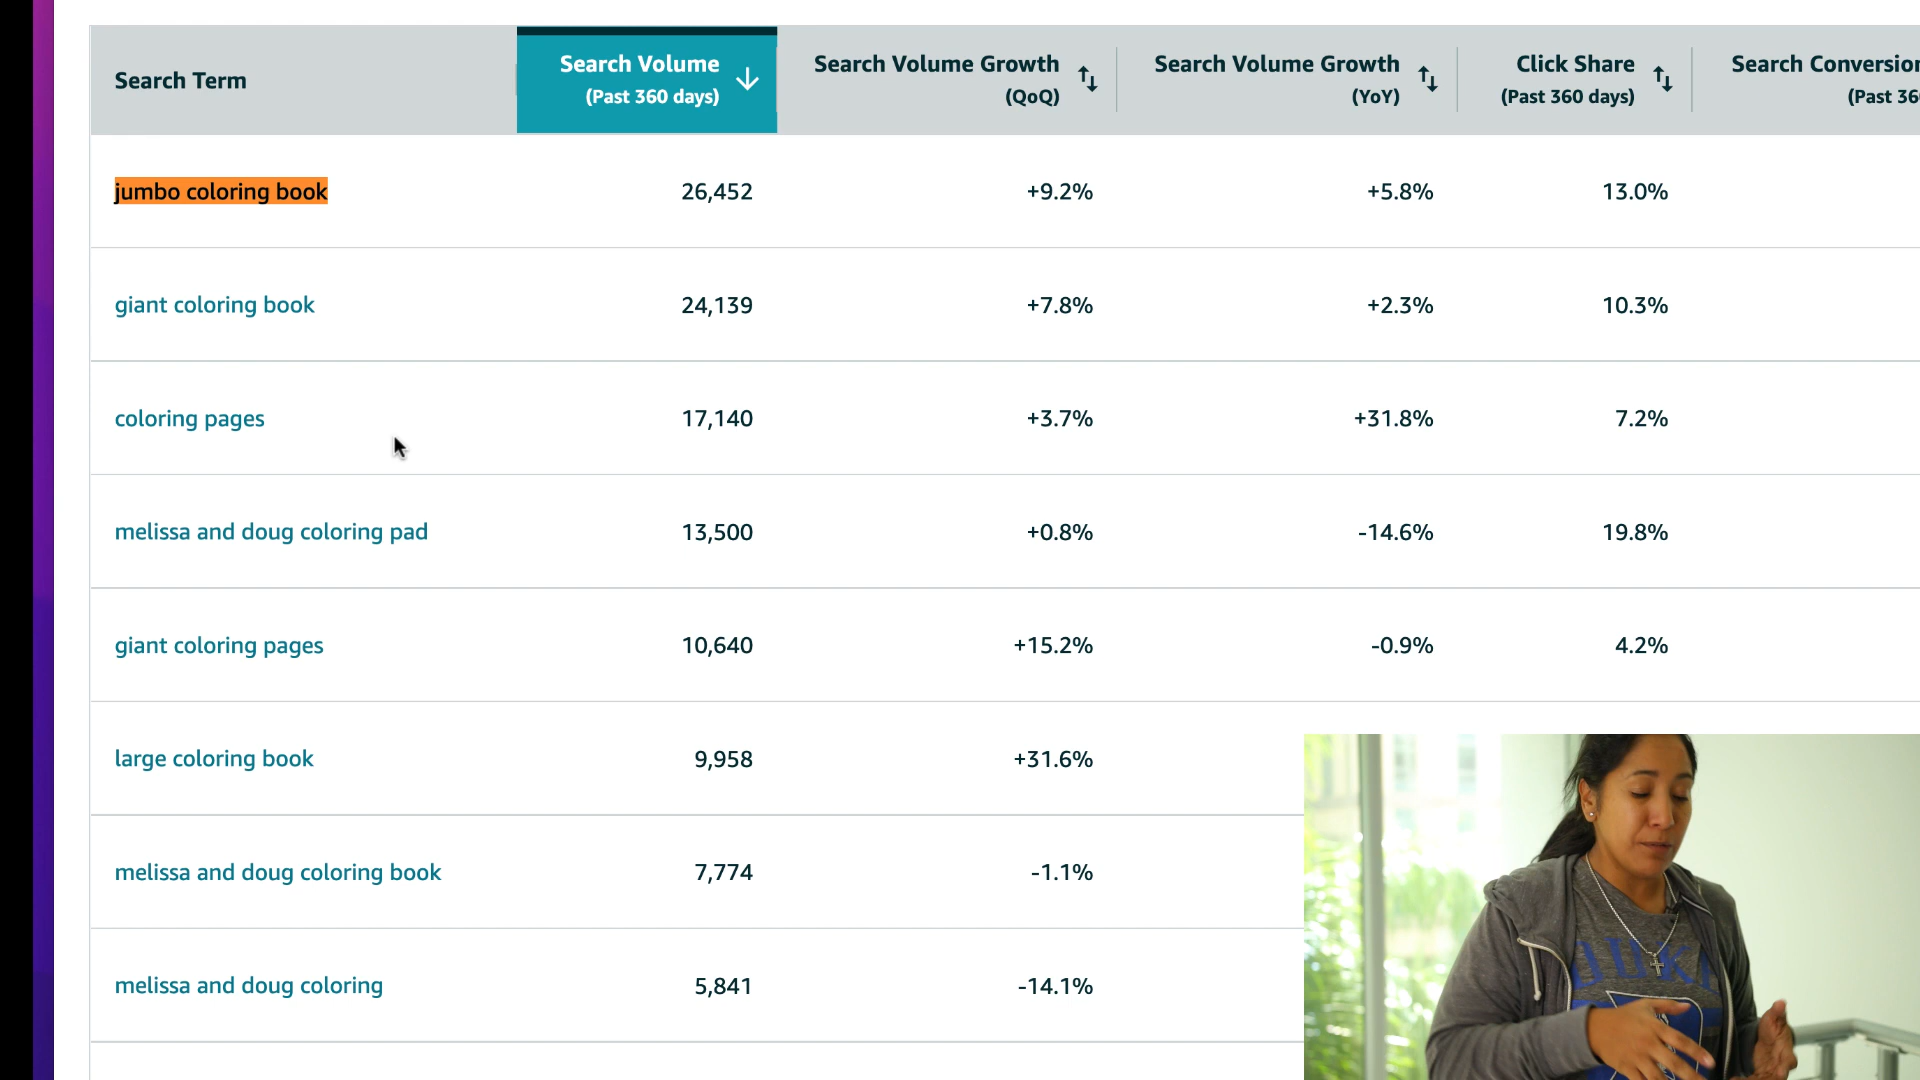 Search Term
Search Volume
(Past 360 days)
Search Volume Growth
(QoQ)
Search Volume Growth
(YoY)
Click Share
(Past 360 days)
Search Conversion
(Past 36
jumbo coloring book 26,452 +9.2% +5.8% 13.0%
giant coloring book 24,139 +7.8% +2.3% 10.3%
coloring pages 17,140 +3.7% +31.8% 7.2%
melissa and doug coloring pad 13,500 +0.8% -14.6% 19.8%
giant coloring pages 10,640 +15.2% -0.9% 4.2%
large coloring book 9,958 +31.6%
melissa and doug coloring book 7,774 -1.1%
melissa and doug coloring 5,841 -14.1%
DUKE